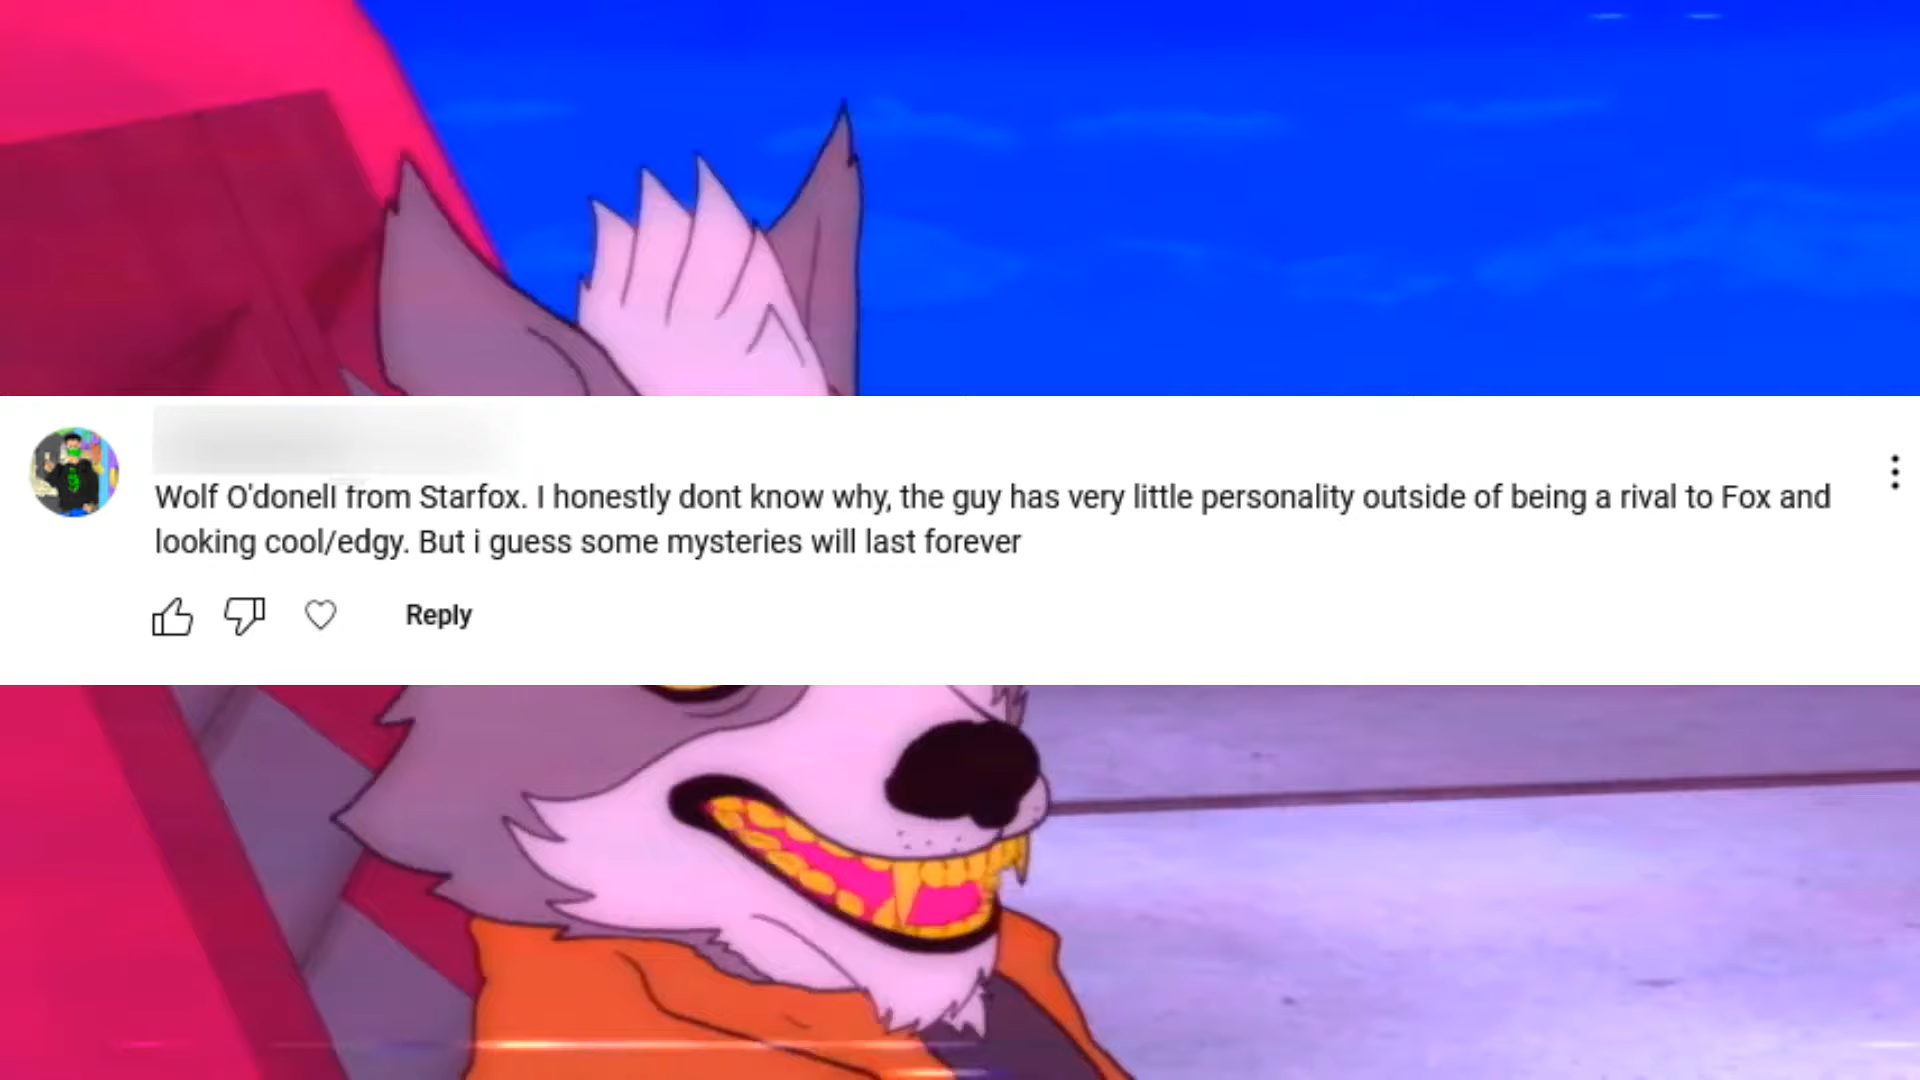 Wolf O'donell from Starfox. I honestly dont know why, the guy has very little personality outside of being a rival to Fox and
looking cool/edgy. But i guess some mysteries will last forever
Reply